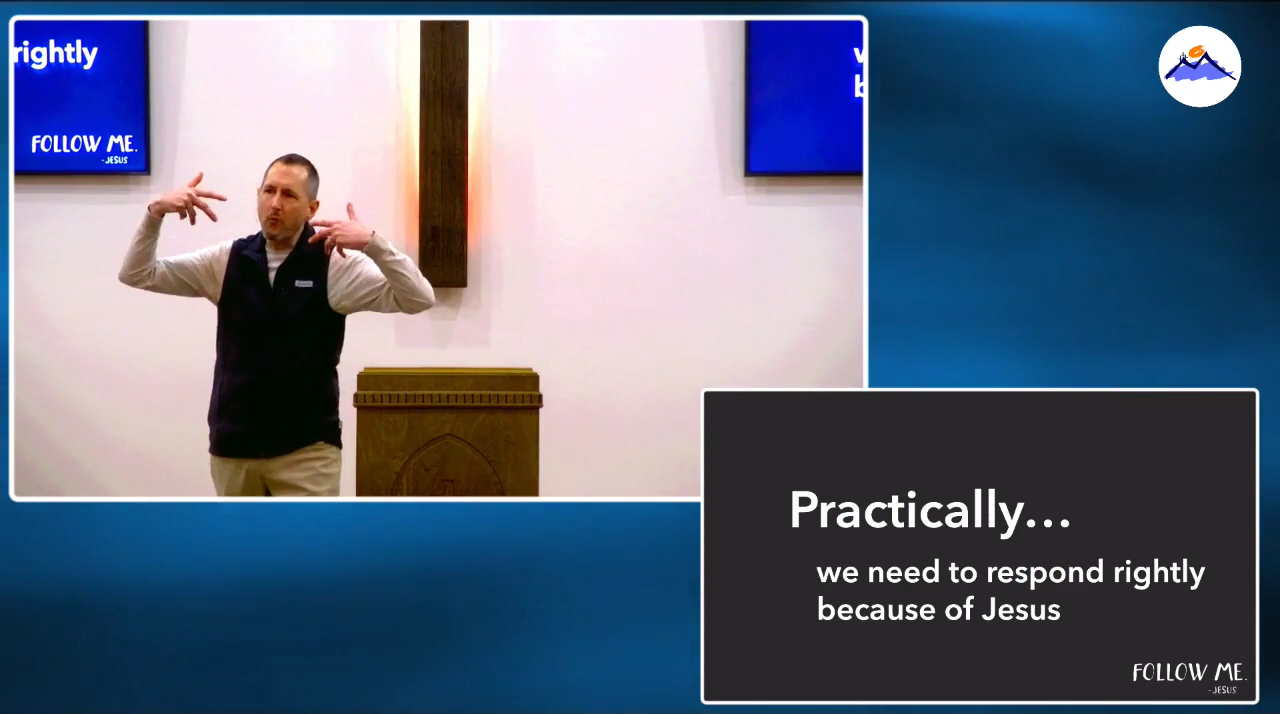 rightly
FOLLOW ME.
-JESUS
Practically...
we need to respond rightly
because of Jesus
FOLLOW ME.
-JESUS